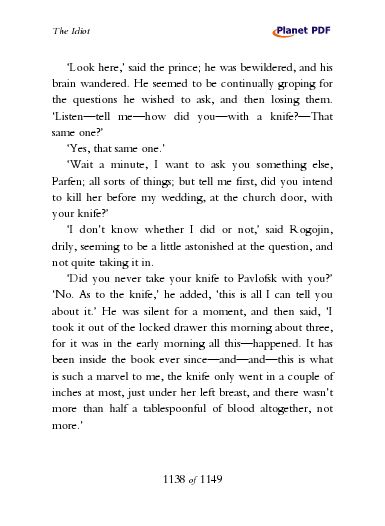 The Idiot
Planet PDF
‘Look here,’ said the prince; he was bewildered, and his
brain wandered. He seemed to be continually groping for
the questions he wished to ask, and then losing them.
‘Listen—tell me—how did you—with a knife?—That
same one?’
‘Yes, that same one.’
‘Wait a minute, I want to ask you something else,
Parfen; all sorts of things; but tell me first, did you intend
to kill her before my wedding, at the church door, with
your knife?’
‘I don’t know whether I did or not,’ said Rogojin,
drily, seeming to be a little astonished at the question, and
not quite taking it in.
‘Did you never take your knife to Pavlofsk with you?’
‘No. As to the knife,’ he added, ‘this is all I can tell you
about it.’ He was silent for a moment, and then said, ‘I
took it out of the locked drawer this morning about three,
for it was in the early morning all this—happened. It has
been inside the book ever since—and—and—this is what
is such a marvel to me, the knife only went in a couple of
inches at most, just under her left breast, and there wasn’t
more than half a tablespoonful of blood altogether, not
more.’
1138 of 1149